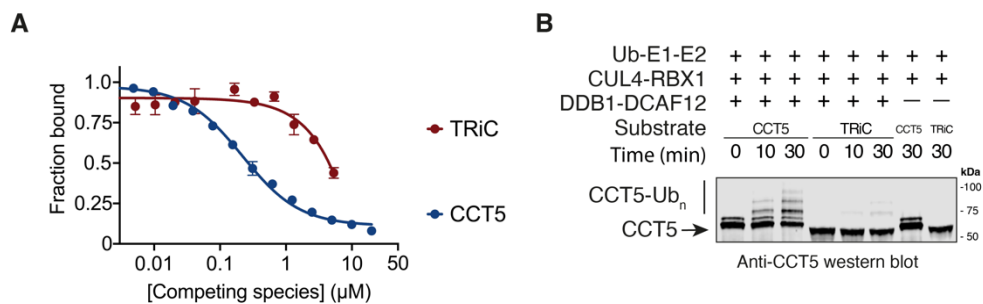 A
Fraction bound
1.0
0.75
0.5
0.25
0
0.01
0.1
1
10
50
[Competing species] (µM)
TRiC
CCT5
B
Ub-E1-E2 + + + + + + + +
CUL4-RBX1 + + + + + + + +
DDB1-DCAF12 + + + + + + — —
Substrate CCT5 TRiC CCT5 TRiC
Time (min) 0 10 30 0 10 30 30 30
kDa
CCT5-Ubn
-100
- 75
CCT5
- 50
Anti-CCT5 western blot